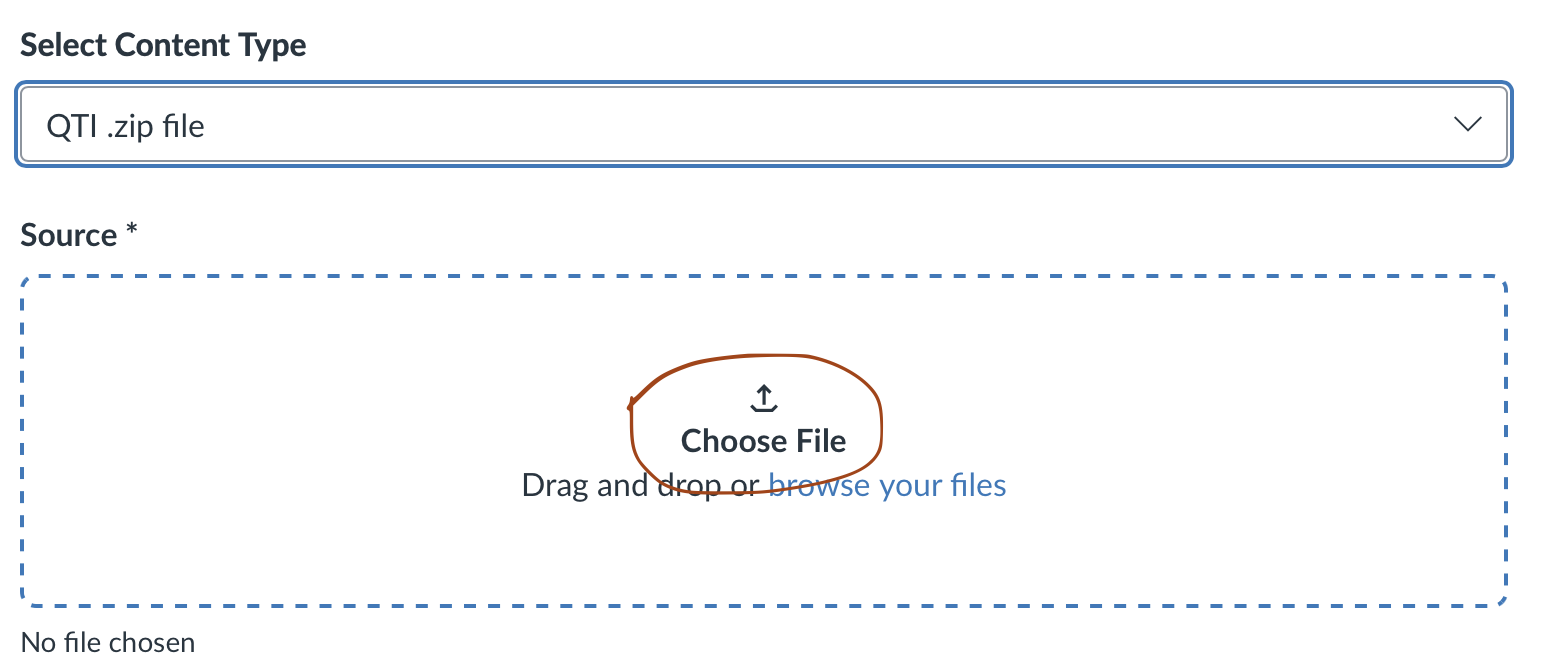 Select Content Type
QTI .zip file
Source *
Choose File
Drag and drop or browse your files
No file chosen